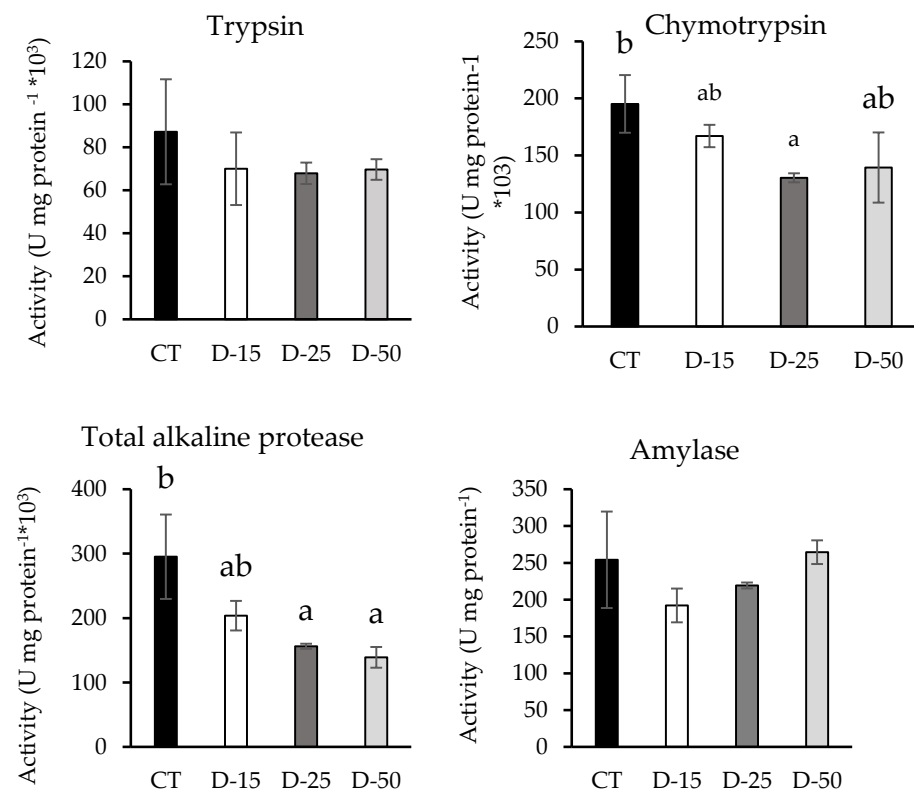 Trypsin
Activity (U mg protein ⁻¹ *10³)
120
100
80
60
40
20
0
CT D-15 D-25 D-50
Chymotrypsin
Activity (U mg protein-1
*103)
250
200
150
100
50
0
b
ab
a
ab
CT D-15 D-25 D-50
Total alkaline protease
Activity (U mg protein⁻¹*10³)
400
300
200
100
0
b
ab
a
a
CT D-15 D-25 D-50
Amylase
Activity (U mg protein⁻¹)
350
300
250
200
150
100
50
0
CT D-15 D-25 D-50